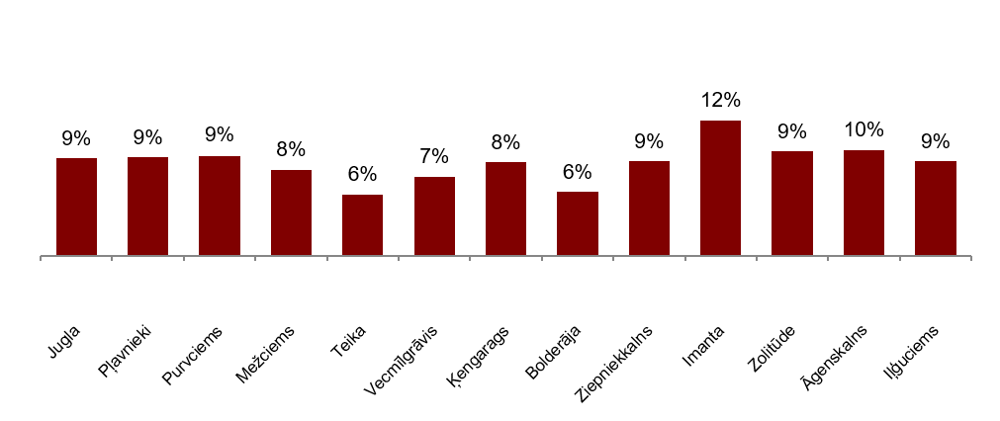 9%
9%
9%
8%
6%
7%
8%
6%
9%
12%
9%
10%
9%
Jugla
Pļavnieki
Purvciems
Mežciems
Teika
Vecmīlgrāvis
Ķengarags
Bolderāja
Ziepniekkalns
Imanta
Zolitūde
Āgenskalns
Iļģuciems